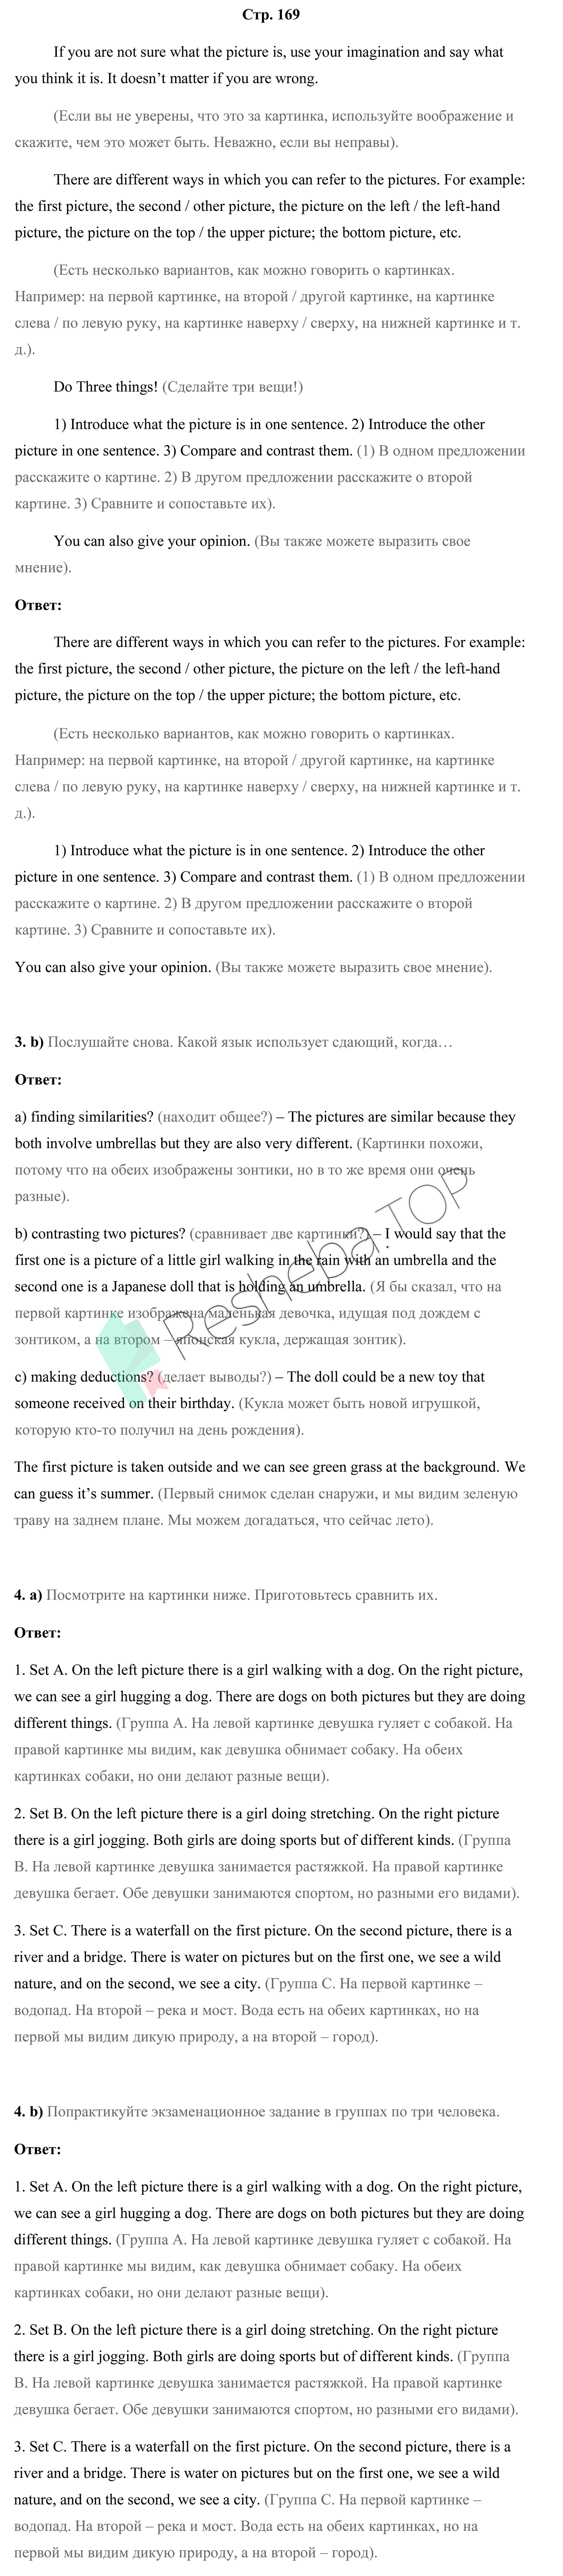 Стр. 169
If you are not sure what the picture is, use your imagination and say what
you think it is. It doesn’t matter if you are wrong.
(Если вы не уверены, что это за картинка, используйте воображение и
скажите, чем это может быть. Неважно, если вы неправы).
There are different ways in which you can refer to the pictures. For example:
the first picture, the second / other picture, the picture on the left / the left-hand
picture, the picture on the top / the upper picture; the bottom picture, etc.
(Есть несколько вариантов, как можно говорить о картинках.
Например: на первой картинке, на второй / другой картинке, на картинке
слева / по левую руку, на картинке наверху / сверху, на нижней картинке и т.
д.).
Do Three things! (Сделайте три вещи!)
1) Introduce what the picture is in one sentence. 2) Introduce the other
picture in one sentence. 3) Compare and contrast them. (1) В одном предложении
расскажите о картине. 2) В другом предложении расскажите о второй
картине. 3) Сравните и сопоставьте их).
You can also give your opinion. (Вы также можете выразить свое
мнение).
Ответ:
There are different ways in which you can refer to the pictures. For example:
the first picture, the second / other picture, the picture on the left / the left-hand
picture, the picture on the top / the upper picture; the bottom picture, etc.
(Есть несколько вариантов, как можно говорить о картинках.
Например: на первой картинке, на второй / другой картинке, на картинке
слева / по левую руку, на картинке наверху / сверху, на нижней картинке и т.
д.).
1) Introduce what the picture is in one sentence. 2) Introduce the other
picture in one sentence. 3) Compare and contrast them. (1) В одном предложении
расскажите о картине. 2) В другом предложении расскажите о второй
картине. 3) Сравните и сопоставьте их).
You can also give your opinion. (Вы также можете выразить свое мнение).
3. b) Послушайте снова. Какой язык использует сдающий, когда…
Ответ:
a) finding similarities? (находит общее?) – The pictures are similar because they
both involve umbrellas but they are also very different. (Картинки похожи,
потому что на обеих изображены зонтики, но в то же время они очень
разные).
b) contrasting two pictures? (сравнивает две картинки?) – I would say that the
first one is a picture of a little girl walking in the rain with an umbrella and the
second one is a Japanese doll that is holding an umbrella. (Я бы сказал, что на
первой картинке изображена маленькая девочка, идущая под дождем с
зонтиком, а на втором – японская кукла, держащая зонтик).
c) making deductions? (делает выводы?) – The doll could be a new toy that
someone received on their birthday. (Кукла может быть новой игрушкой,
которую кто-то получил на день рождения).
The first picture is taken outside and we can see green grass at the background. We
can guess it’s summer. (Первый снимок сделан снаружи, и мы видим зеленую
траву на заднем плане. Мы можем догадаться, что сейчас лето).
Resheba.TOP
4. a) Посмотрите на картинки ниже. Приготовьтесь сравнить их.
Ответ:
1. Set A. On the left picture there is a girl walking with a dog. On the right picture,
we can see a girl hugging a dog. There are dogs on both pictures but they are doing
different things. (Группа А. На левой картинке девушка гуляет с собакой. На
правой картинке мы видим, как девушка обнимает собаку. На обеих
картинках собаки, но они делают разные вещи).
2. Set B. On the left picture there is a girl doing stretching. On the right picture
there is a girl jogging. Both girls are doing sports but of different kinds. (Группа
В. На левой картинке девушка занимается растяжкой. На правой картинке
девушка бегает. Обе девушки занимаются спортом, но разными его видами).
3. Set C. There is a waterfall on the first picture. On the second picture, there is a
river and a bridge. There is water on pictures but on the first one, we see a wild
nature, and on the second, we see a city. (Группа С. На первой картинке –
водопад. На второй – река и мост. Вода есть на обеих картинках, но на
первой мы видим дикую природу, а на второй – город).
4. b) Попрактикуйте экзаменационное задание в группах по три человека.
Ответ:
1. Set A. On the left picture there is a girl walking with a dog. On the right picture,
we can see a girl hugging a dog. There are dogs on both pictures but they are doing
different things. (Группа А. На левой картинке девушка гуляет с собакой. На
правой картинке мы видим, как девушка обнимает собаку. На обеих
картинках собаки, но они делают разные вещи).
2. Set B. On the left picture there is a girl doing stretching. On the right picture
there is a girl jogging. Both girls are doing sports but of different kinds. (Группа
В. На левой картинке девушка занимается растяжкой. На правой картинке
девушка бегает. Обе девушки занимаются спортом, но разными его видами).
3. Set C. There is a waterfall on the first picture. On the second picture, there is a
river and a bridge. There is water on pictures but on the first one, we see a wild
nature, and on the second, we see a city. (Группа С. На первой картинке –
водопад. На второй – река и мост. Вода есть на обеих картинках, но на
первой мы видим дикую природу, а на второй – город).